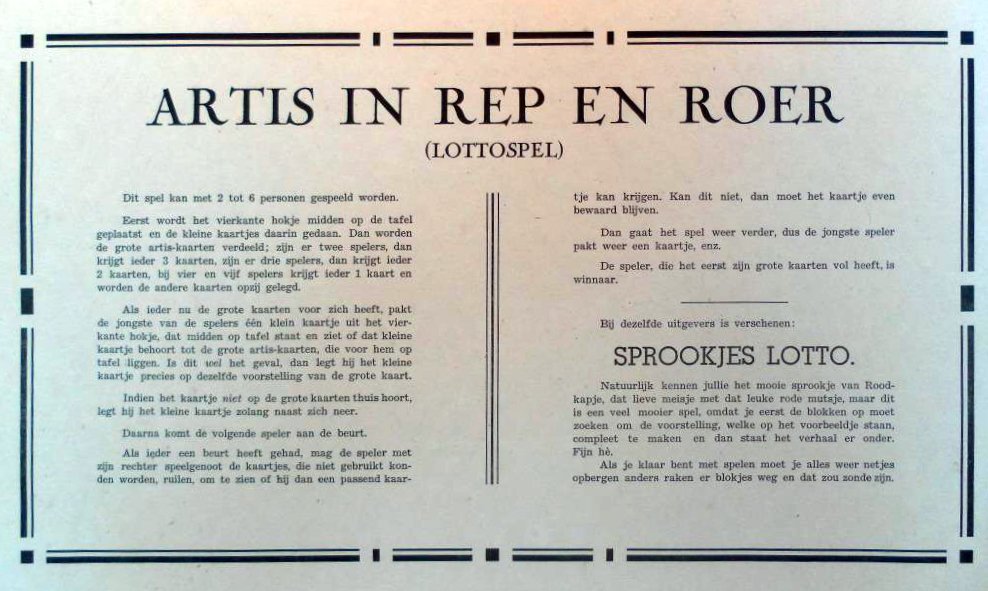 ARTIS IN REP EN ROER
(LOTTOSPEL)
Dit spel kan met 2 tot 6 personen gespeeld worden.
Eerst wordt het vierkante hokje midden op de tafel
geplaatst en de kleine kaartjes daarin gedaan. Dan worden
de grote artis-kaarten verdeeld; zijn er twee spelers, dan
krijgt ieder 3 kaarten, zijn er drie spelers, dan krijgt ieder
2 kaarten, bij vier en vijf spelers krijgt ieder 1 kaart en
worden de andere kaarten opzij gelegd.
Als ieder nu de grote kaarten voor zich heeft, pakt
de jongste van de spelers één klein kaartje uit het vier-
kante hokje, dat midden op tafel staat en ziet of dat kleine
kaartje behoort tot de grote artis-kaarten, die voor hem op
tafel liggen. Is dit wel het geval, dan legt hij het kleine
kaartje precies op dezelfde voorstelling van de grote kaart.
Indien het kaartje niet op de grote kaarten thuis hoort,
legt hij het kleine kaartje zolang naast zich neer.
Daarna komt de volgende speler aan de beurt.
Als ieder een beurt heeft gehad, mag de speler met
zijn rechter speelgenoot de kaartjes, die niet gebruikt kon-
den worden, ruilen, om te zien of hij dan een passend kaar-
tje kan krijgen. Kan dit niet, dan moet het kaartje even
bewaard blijven.
Dan gaat het spel weer verder, dus de jongste speler
pakt weer een kaartje, enz.
De speler, die het eerst zijn grote kaarten vol heeft, is
winnaar.
Bij dezelfde uitgevers is verschenen:
SPROOKJES LOTTO.
Natuurlijk kennen jullie het mooie sprookje van Rood-
kapje, dat lieve meisje met dat leuke rode mutsje, maar dit
is een veel mooier spel, omdat je eerst de blokken op moet
zoeken om de voorstelling, welke op het voorbeeldje staan,
compleet te maken en dan staat het verhaal er onder.
Fijn hè.
Als je klaar bent met spelen moet je alles weer netjes
opbergen anders raken er blokjes weg en dat zou zonde zijn.